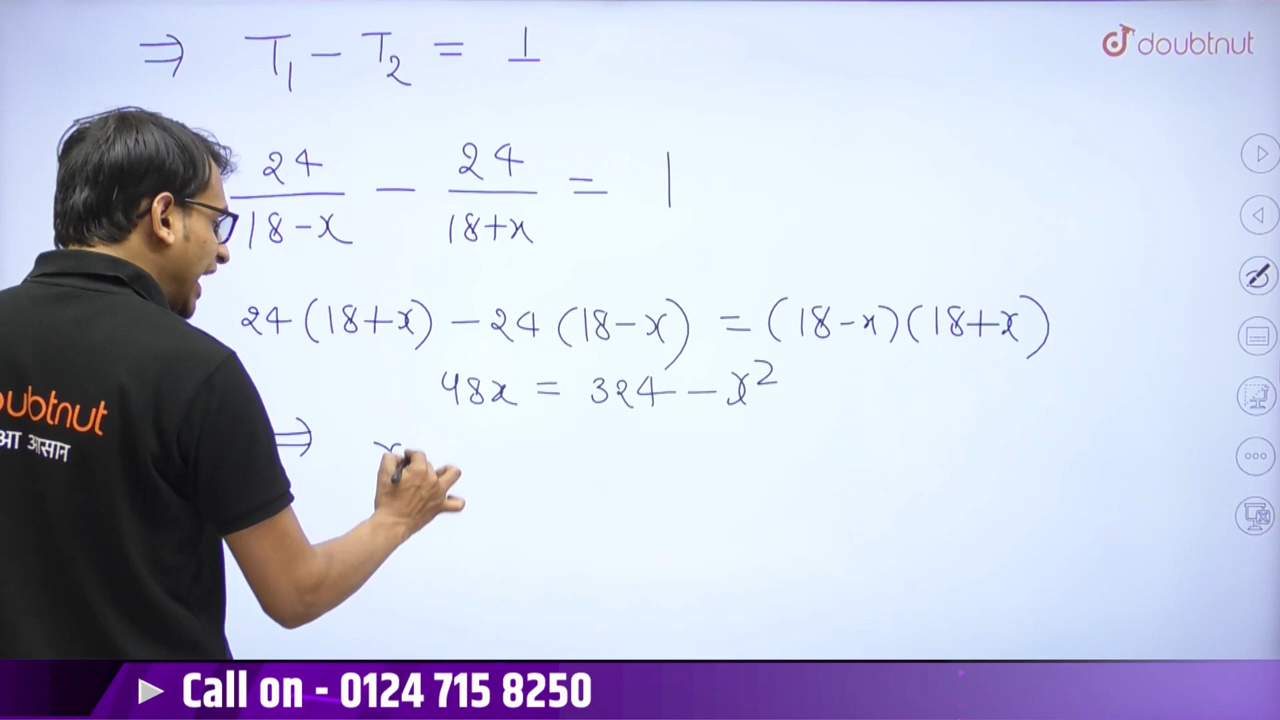 ⇒ T₁ - T₂ = 1
doubtnut
24/(18-x) - 24/(18+x) = 1
24(18+x) - 24(18-x) = (18-x)(18+x)
48x = 324 - x²
⇒ x
oubtnut
आ आसान
Call on - 0124 715 8250